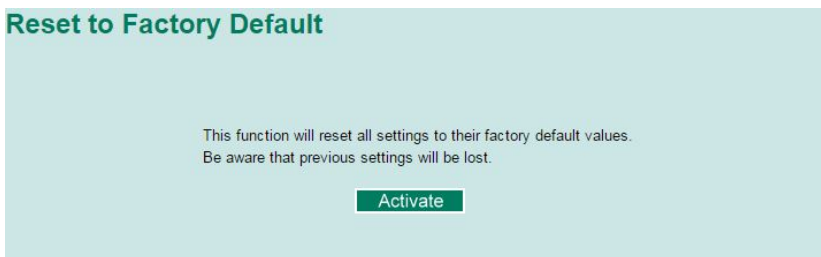 Reset to Factory Default
This function will reset all settings to their factory default values.
Be aware that previous settings will be lost.
Activate